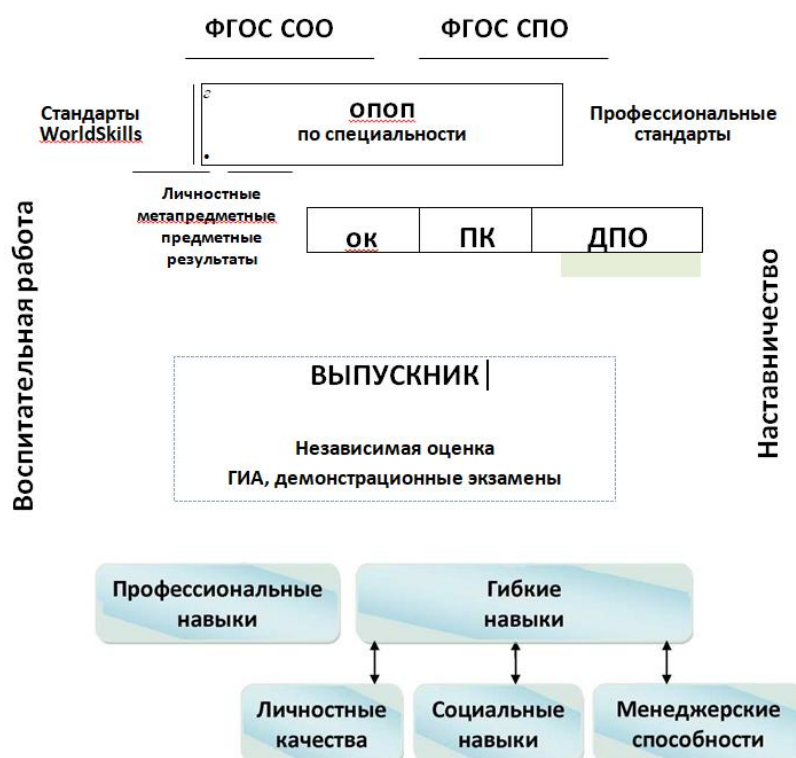 ФГОС СОО
ФГОС СПО
Стандарты
WorldSkills
с
опоп
по специальности
Профессиональные
стандарты
Личностные
метапредметные
предметные
результаты
ок
ПК
ДПО
Воспитательная работа
Наставничество
ВЫПУСКНИК
Независимая оценка
ГИА, демонстрационные экзамены
Профессиональные
навыки
Гибкие
навыки
Личностные
качества
Социальные
навыки
Менеджерские
способности